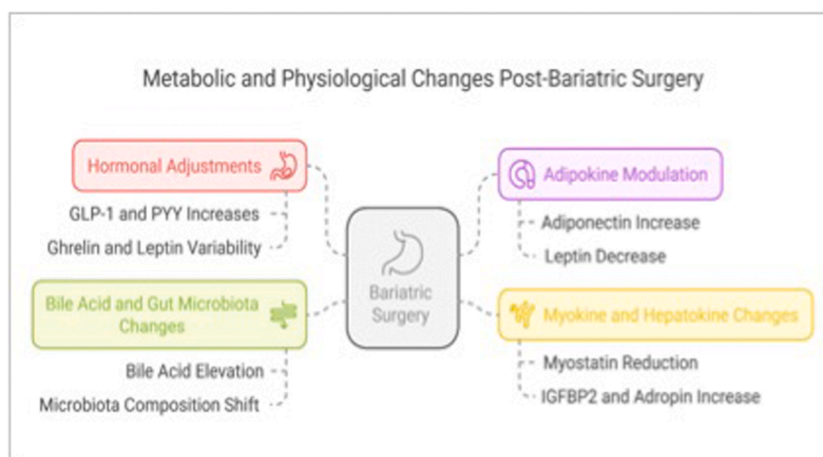 Metabolic and Physiological Changes Post-Bariatric Surgery
Hormonal Adjustments
GLP-1 and PYY Increases
Ghrelin and Leptin Variability
Bile Acid and Gut Microbiota
Changes
Bile Acid Elevation
Microbiota Composition Shift
Bariatric
Surgery
Adipokine Modulation
Adiponectin Increase
Leptin Decrease
Myokine and Hepatokine Changes
Myostatin Reduction
IGFBP2 and Adropin Increase